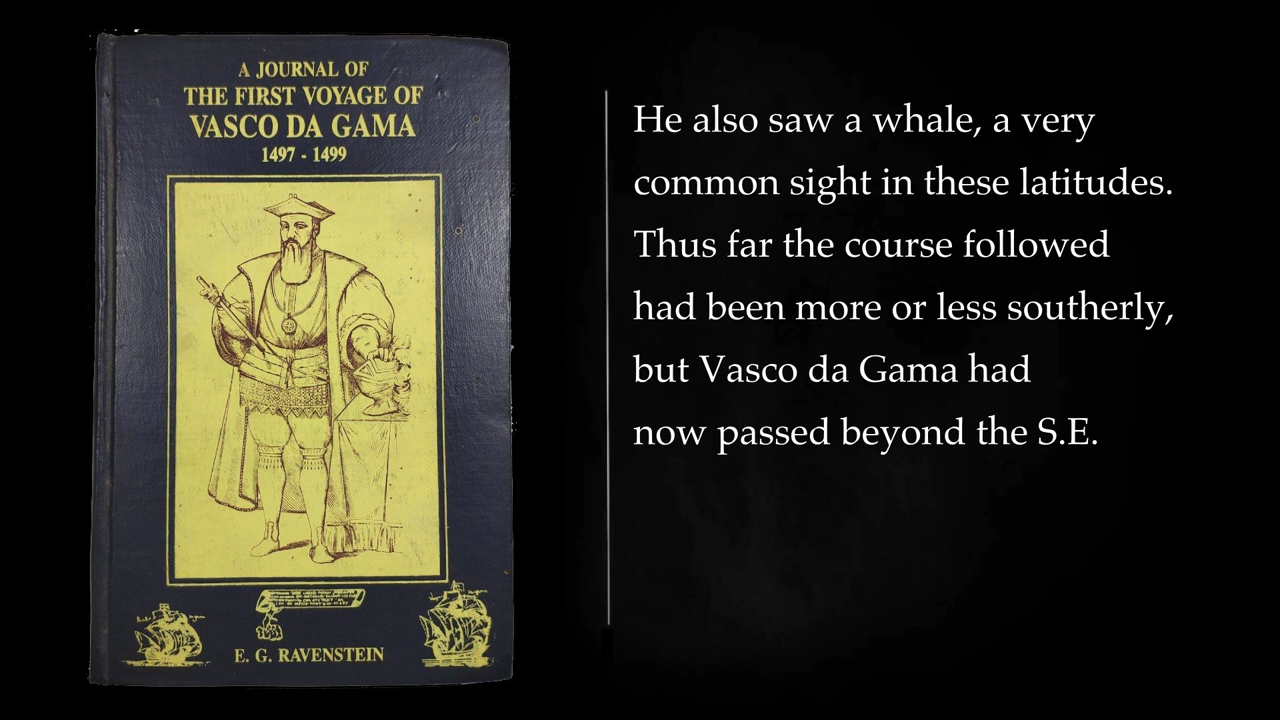 A JOURNAL OF
THE FIRST VOYAGE OF
VASCO DA GAMA
1497 - 1499
E. G. RAVENSTEIN
He also saw a whale, a very
common sight in these latitudes.
Thus far the course followed
had been more or less southerly,
but Vasco da Gama had
now passed beyond the S.E.